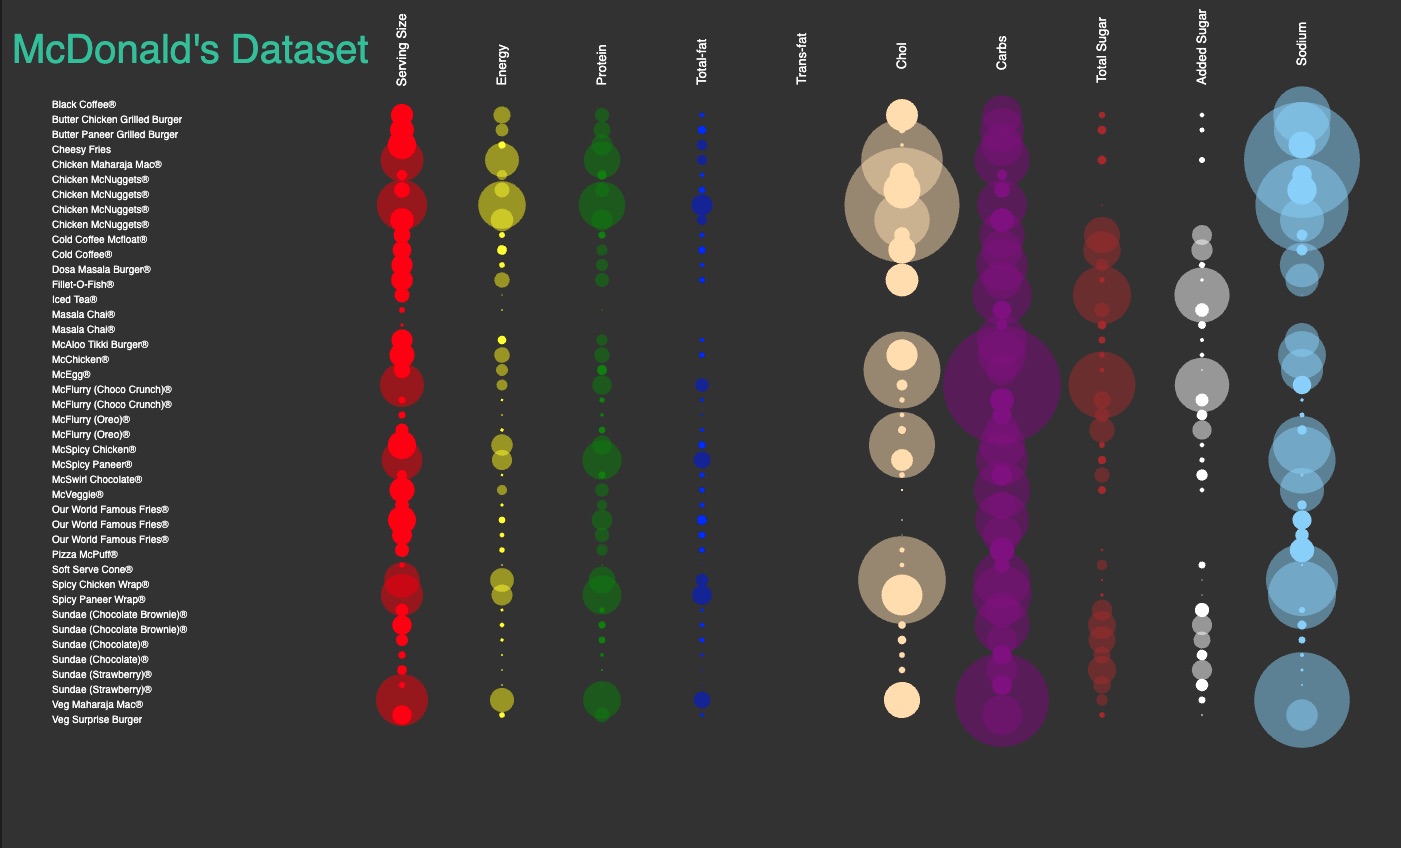 McDonald's Dataset
Serving Size
Energy
Protein
Total-fat
Trans-fat
Chol
Carbs
Total Sugar
Added Sugar
Sodium
Black Coffee®
Butter Chicken Grilled Burger
Butter Paneer Grilled Burger
Cheesy Fries
Chicken Maharaja Mac®
Chicken McNuggets®
Chicken McNuggets®
Chicken McNuggets®
Chicken McNuggets®
Cold Coffee Mcfloat®
Cold Coffee®
Dosa Masala Burger®
Fillet-O-Fish®
Iced Tea®
Masala Chai®
Masala Chai®
McAloo Tikki Burger®
McChicken®
McEgg®
McFlurry (Choco Crunch)®
McFlurry (Choco Crunch)®
McFlurry (Oreo)®
McFlurry (Oreo)®
McSpicy Chicken®
McSpicy Paneer®
McSwirl Chocolate®
McVeggie®
Our World Famous Fries®
Our World Famous Fries®
Our World Famous Fries®
Pizza McPuff®
Soft Serve Cone®
Spicy Chicken Wrap®
Spicy Paneer Wrap®
Sundae (Chocolate Brownie)®
Sundae (Chocolate Brownie)®
Sundae (Chocolate)®
Sundae (Chocolate)®
Sundae (Strawberry)®
Sundae (Strawberry)®
Veg Maharaja Mac®
Veg Surprise Burger